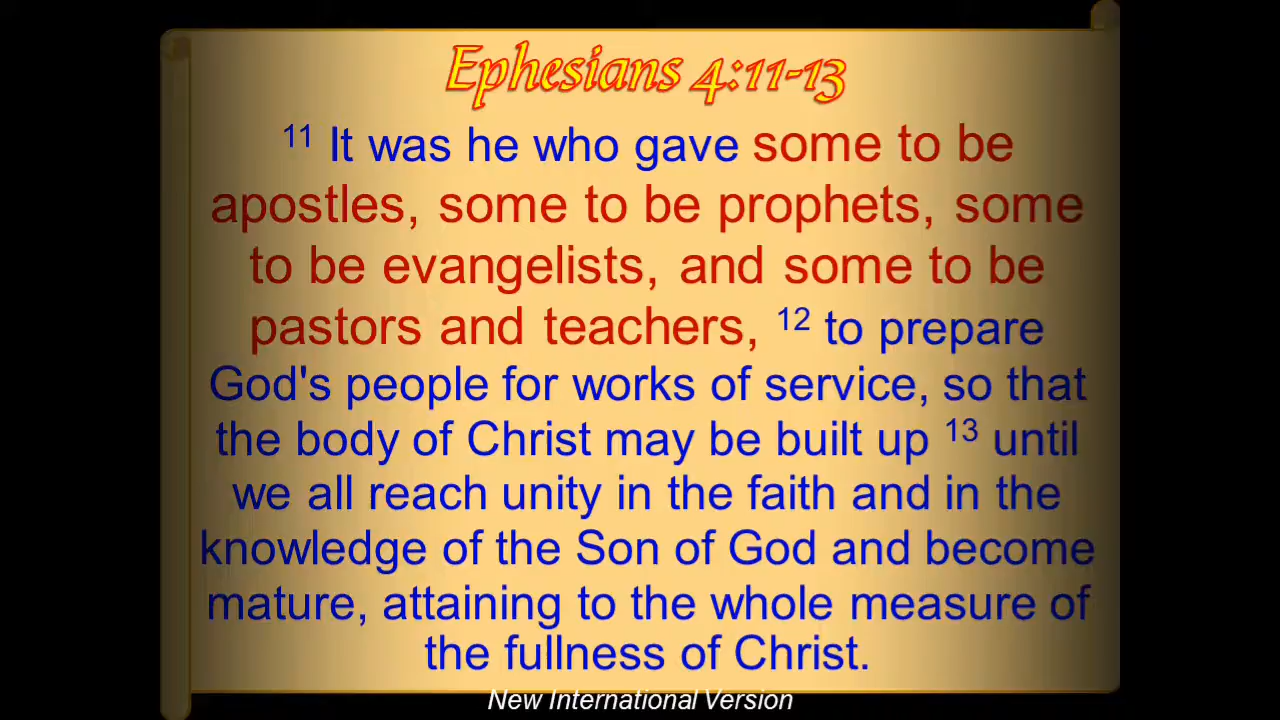 Ephesians 4:11-13
11 It was he who gave some to be
apostles, some to be prophets, some
to be evangelists, and some to be
pastors and teachers, 12 to prepare
God's people for works of service, so that
the body of Christ may be built up 13 until
we all reach unity in the faith and in the
knowledge of the Son of God and become
mature, attaining to the whole measure of
the fullness of Christ.
New International Version